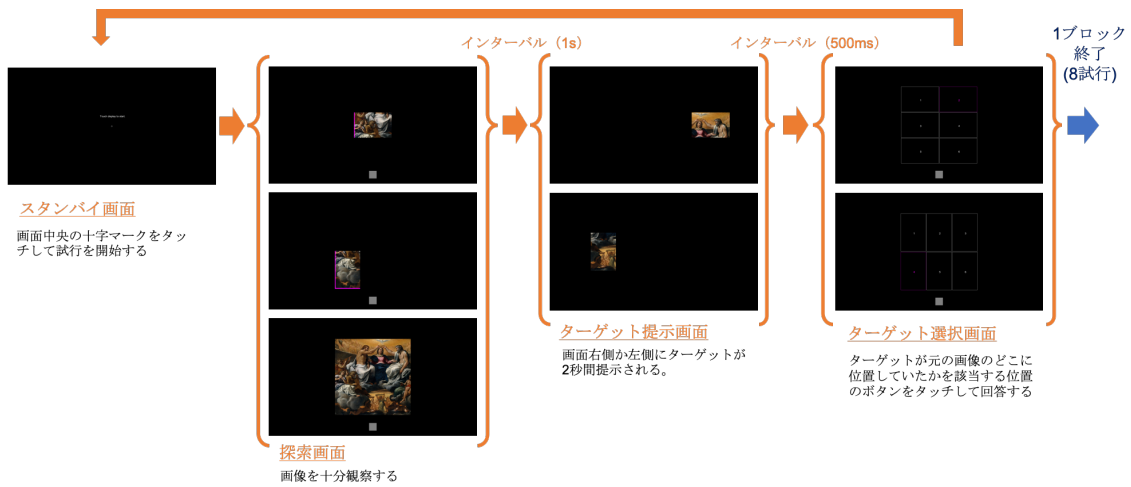 インターバル（1s）
インターバル（500ms）
1ブロック
終了
(8試行)
スタンバイ画面
画面中央の十字マークをタッ
チして試行を開始する
探索画面
画像を十分観察する
ターゲット提示画面
画面右側か左側にターゲットが
2秒間提示される。
ターゲット選択画面
ターゲットが元の画像のどこに
位置していたかを該当する位置
のボタンをタッチして回答する